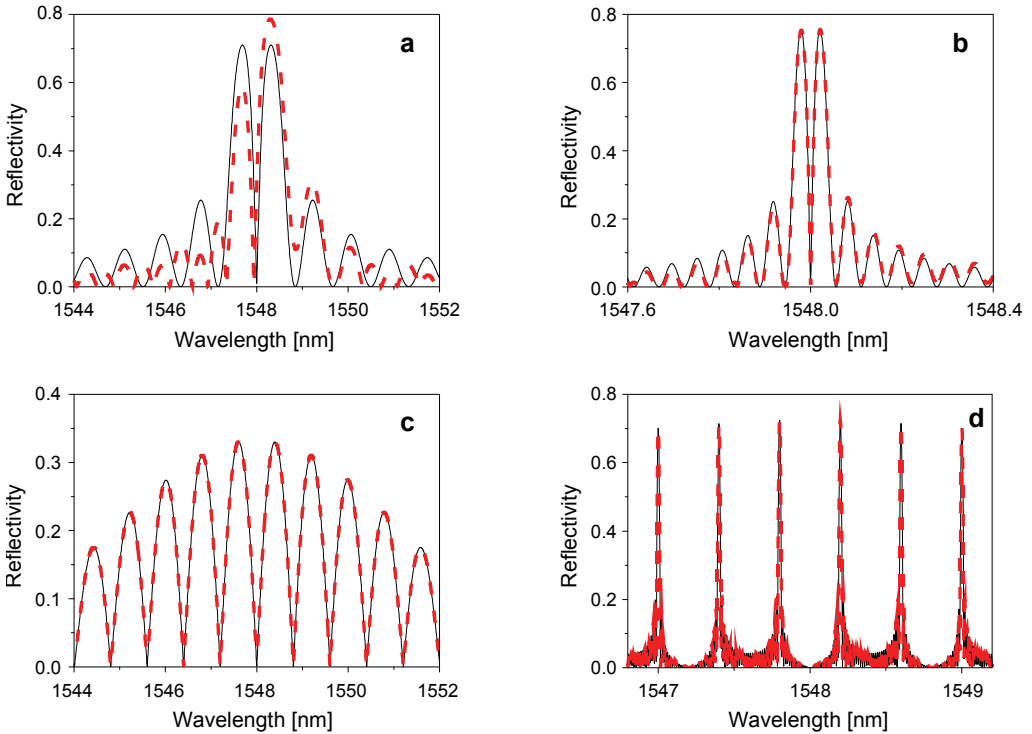 a
0.8
0.6
0.4
0.2
0.0
Reflectivity
1544 1546 1548 1550 1552
Wavelength [nm]
b
0.8
0.6
0.4
0.2
0.0
Reflectivity
1547.6 1548.0 1548.4
Wavelength [nm]
c
0.4
0.3
0.2
0.1
0.0
Reflectivity
1544 1546 1548 1550 1552
Wavelength [nm]
d
0.8
0.6
0.4
0.2
0.0
Reflectivity
1547 1548 1549
Wavelength [nm]